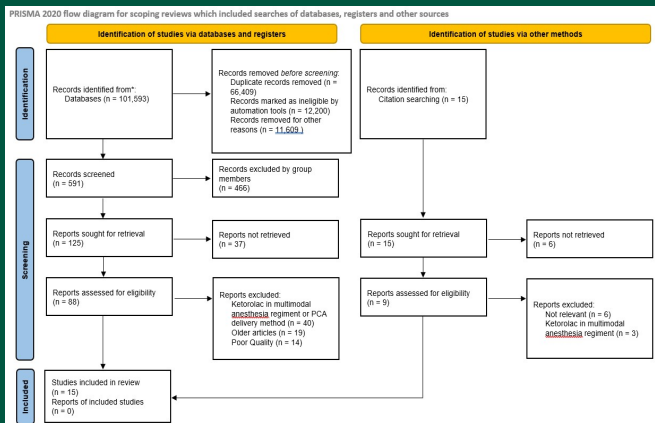 PRISMA 2020 flow diagram for scoping reviews which included searches of databases, registers and other sources
Identification of studies via databases and registers
Identification of studies via other methods
Identification
Records identified from*:
Databases (n = 101,593)
Records removed before screening:
Duplicate records removed (n =
66,409)
Records marked as ineligible by
automation tools (n = 12,200)
Records removed for other
reasons (n = 11,609 )
Records identified from:
Citation searching (n = 15)
Screening
Records screened
(n = 591)
Records excluded by group
members
(n = 466)
Reports sought for retrieval
(n = 125)
Reports not retrieved
(n = 37)
Reports sought for retrieval
(n = 15)
Reports not retrieved
(n = 6)
Reports assessed for eligibility
(n = 88)
Reports excluded:
Ketorolac in multimodal
anesthesia regiment or PCA
delivery method (n = 40)
Older articles (n = 19)
Poor Quality (n = 14)
Reports assessed for eligibility
(n = 9)
Reports excluded:
Not relevant (n = 6)
Ketorolac in multimodal
anesthesia regiment (n = 3)
Included
Studies included in review
(n = 15)
Reports of included studies
(n = 0)